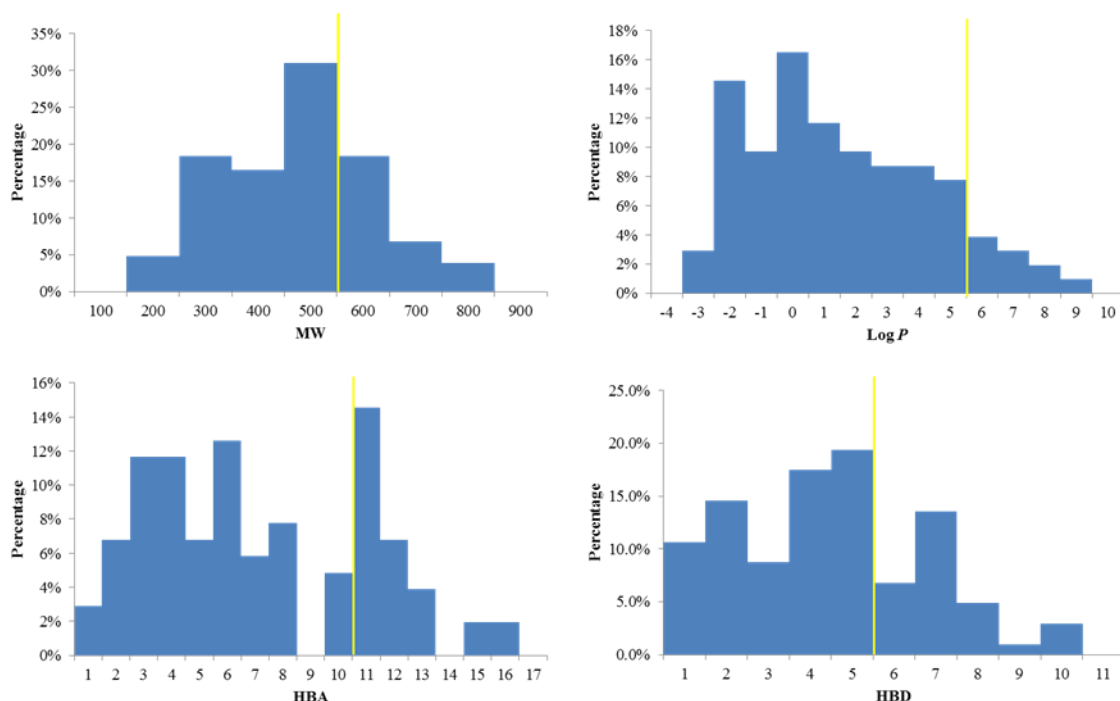 35%
30%
25%
20%
15%
10%
5%
0%
Percentage
100 200 300 400 500 600 700 800 900
MW
18%
16%
14%
12%
10%
8%
6%
4%
2%
0%
Percentage
-4 -3 -2 -1 0 1 2 3 4 5 6 7 8 9 10
Log P
16%
14%
12%
10%
8%
6%
4%
2%
0%
Percentage
1 2 3 4 5 6 7 8 9 10 11 12 13 14 15 16 17
HBA
25.0%
20.0%
15.0%
10.0%
5.0%
0.0%
Percentage
1 2 3 4 5 6 7 8 9 10 11
HBD